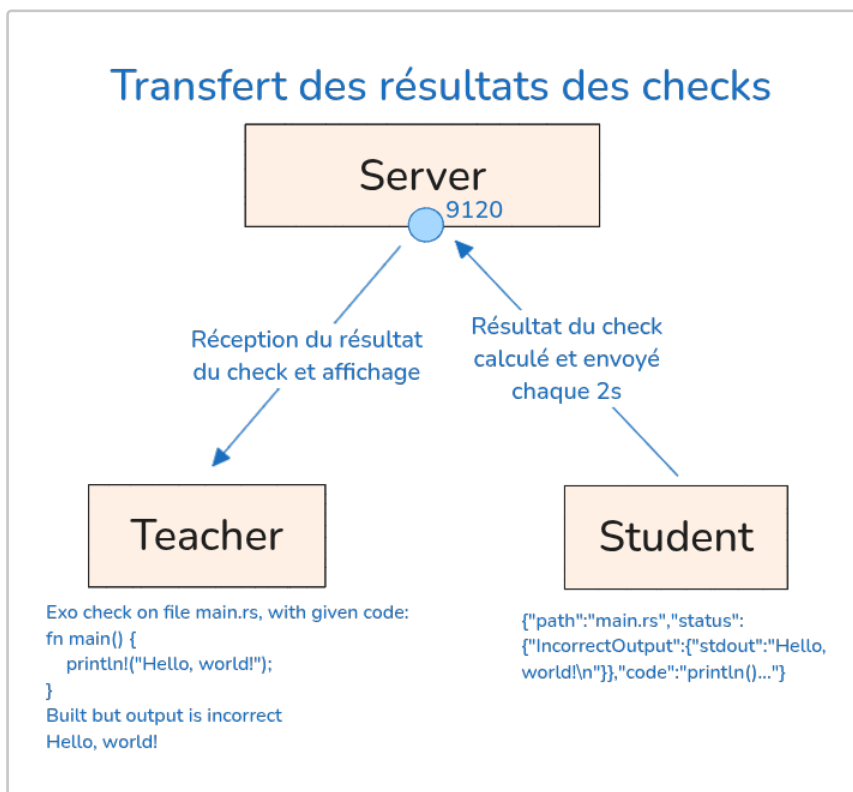 Transfert des résultats des checks
Server
9120
Réception du résultat
du check et affichage
Résultat du check
calculé et envoyé
chaque 2s
Teacher
Student
Exo check on file main.rs, with given code:
fn main() {
    println!("Hello, world!");
}
Built but output is incorrect
Hello, world!
{"path":"main.rs","status":
{"IncorrectOutput":{"stdout":"Hello,
world!\n"}},"code":"println()..."}